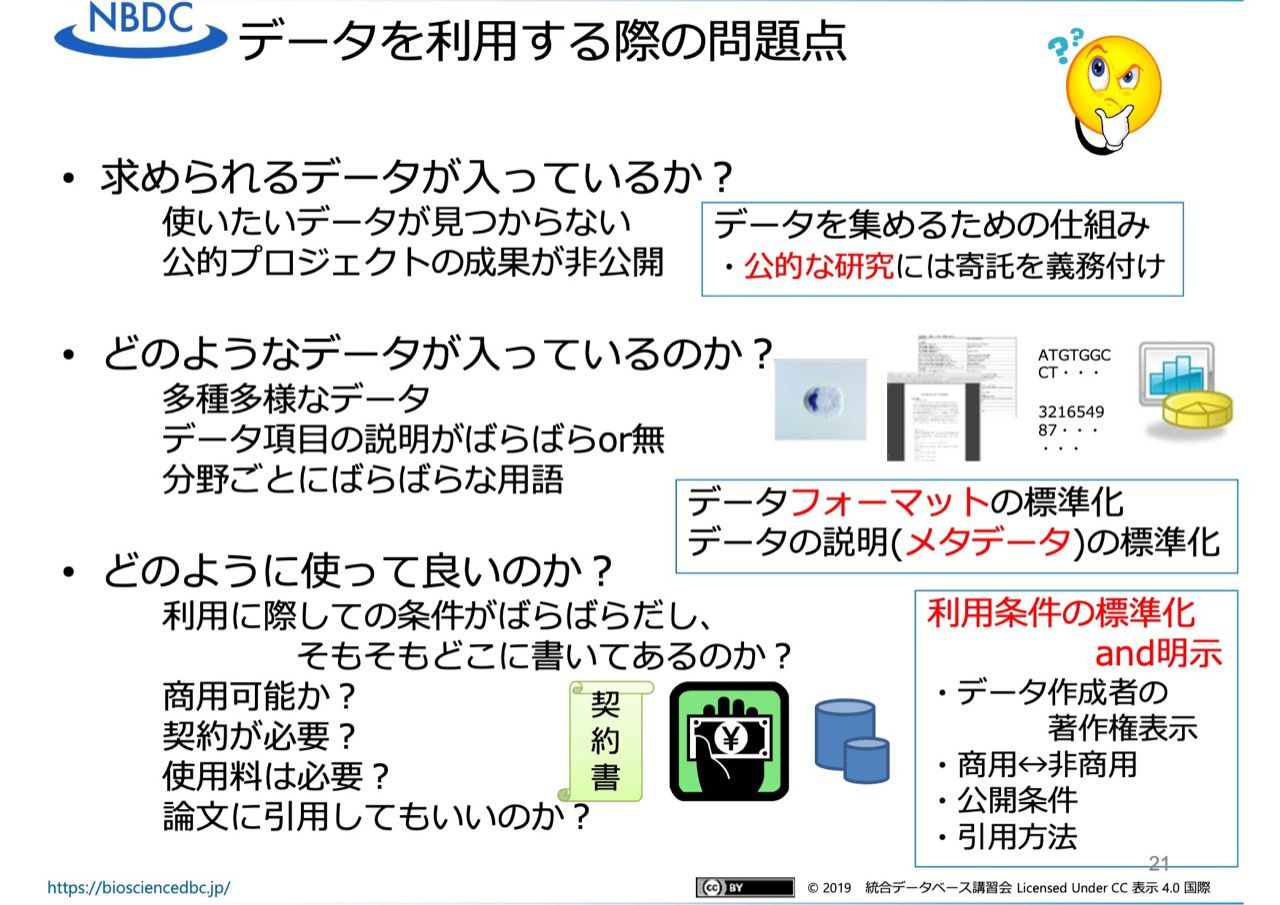 NBDC
データを利用する際の問題点
??
• 求められるデータが入っているか？
使いたいデータが見つからない
公的プロジェクトの成果が非公開
データを集めるための仕組み
・公的な研究には寄託を義務付け
• どのようなデータが入っているのか？
多種多様なデータ
データ項目の説明がばらばらor無
分野ごとにばらばらな用語
ATGTGGC
CT・・・
3216549
87・・・
・・・
データフォーマットの標準化
データの説明(メタデータ)の標準化
• どのように使って良いのか？
利用に際しての条件がばらばらだし、
そもそもどこに書いてあるのか？
商用可能か？
契約が必要？
使用料は必要？
論文に引用してもいいのか？
契
約
書
¥
利用条件の標準化
and明示
・データ作成者の
著作権表示
・商用↔非商用
・公開条件
・引用方法
21
https://biosciencedbc.jp/
cc BY
© 2019 統合データベース講習会 Licensed Under CC 表示 4.0 国際